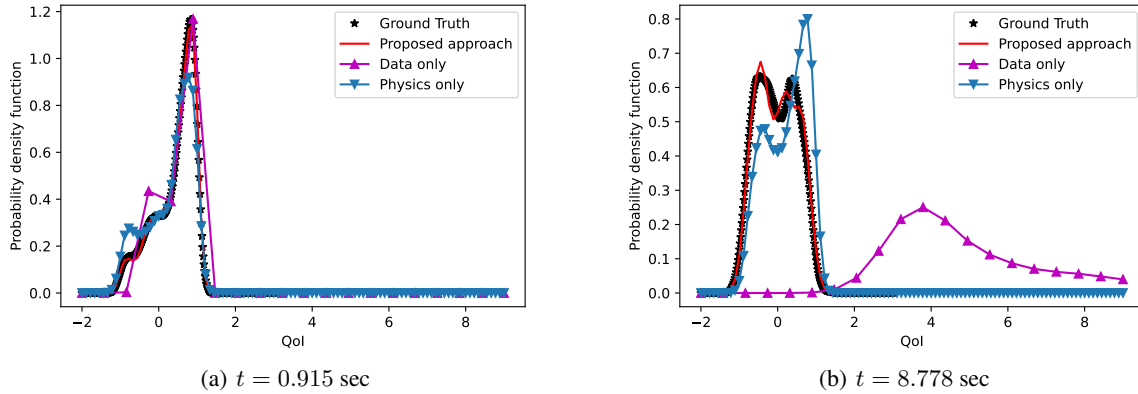 Probability density function
1.2
1.0
0.8
0.6
0.4
0.2
0.0
Ground Truth
Proposed approach
Data only
Physics only
−2 0 2 4 6 8
QoI
(a) t = 0.915 sec
Probability density function
0.8
0.7
0.6
0.5
0.4
0.3
0.2
0.1
0.0
Ground Truth
Proposed approach
Data only
Physics only
−2 0 2 4 6 8
QoI
(b) t = 8.778 sec